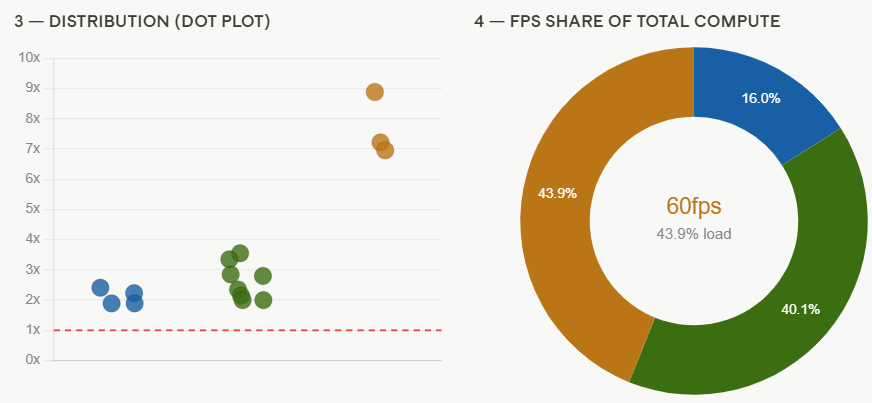 3 — DISTRIBUTION (DOT PLOT)
10x
9x
8x
7x
6x
5x
4x
3x
2x
1x
0x
4 — FPS SHARE OF TOTAL COMPUTE
16.0%
43.9%
60fps
43.9% load
40.1%